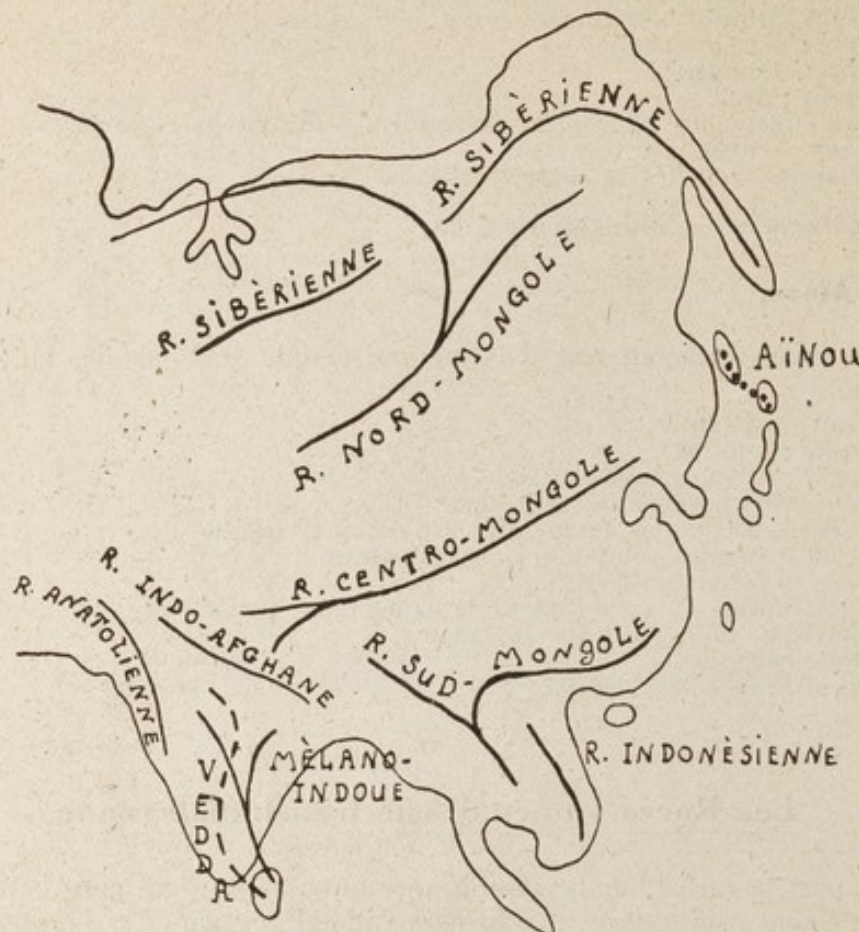 R. SIBÈRIENNE
R. SIBÈRIENNE
R. NORD-MONGOLE
AÏNOU
R. CENTRO-MONGOLE
R. INDO-AFGHANE
R. ANATOLIENNE
R. SUD-MONGOLE
R. INDONÈSIENNE
MÈLANO-
INDOUE
VEDDA